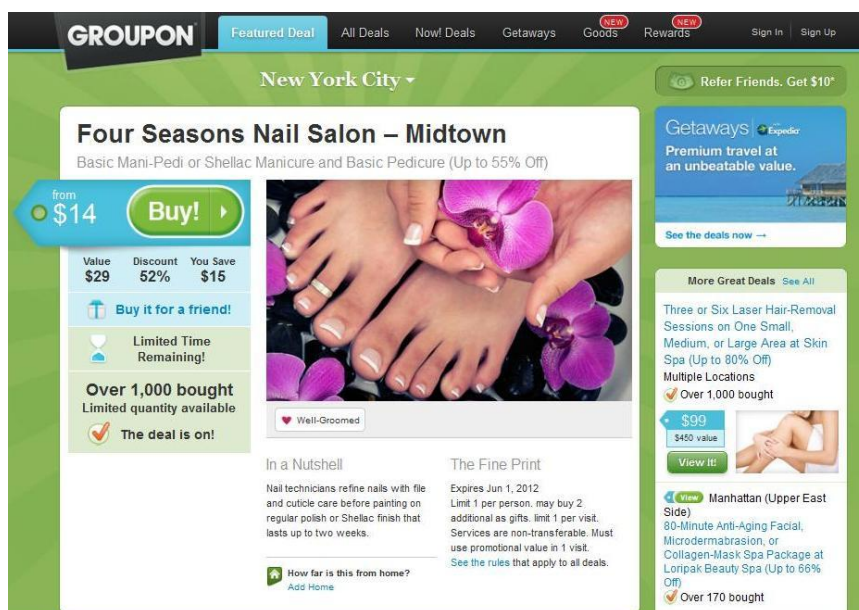 GROUPON
Featured Deal
All Deals
Now! Deals
Getaways
Goods
NEW
Rewards
NEW
Sign In
Sign Up
New York City
Refer Friends. Get $10*
Four Seasons Nail Salon – Midtown
Basic Mani-Pedi or Shellac Manicure and Basic Pedicure (Up to 55% Off)
from
$14
Buy!
Value
Discount
You Save
$29
52%
$15
Buy it for a friend!
Limited Time
Remaining!
Over 1,000 bought
Limited quantity available
The deal is on!
Well-Groomed
In a Nutshell
Nail technicians refine nails with file
and cuticle care before painting on
regular polish or Shellac finish that
lasts up to two weeks.
How far is this from home?
Add Home
The Fine Print
Expires Jun 1, 2012
Limit 1 per person. may buy 2
additional as gifts. limit 1 per visit.
Services are non-transferable. Must
use promotional value in 1 visit.
See the rules that apply to all deals.
Getaways
Expedia
Premium travel at
an unbeatable value.
See the deals now →
More Great Deals See All
Three or Six Laser Hair-Removal
Sessions on One Small,
Medium, or Large Area at Skin
Spa (Up to 80% Off)
Multiple Locations
Over 1,000 bought
$99
$450 value
View It!
View Manhattan (Upper East
Side)
80-Minute Anti-Aging Facial,
Microdermabrasion, or
Collagen-Mask Spa Package at
Loripak Beauty Spa (Up to 66%
Off)
Over 170 bought